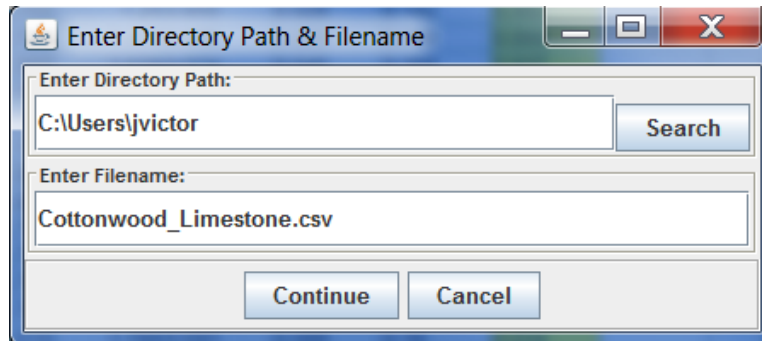 Enter Directory Path & Filename
Enter Directory Path:
C:\Users\jvictor
Search
Enter Filename:
Cottonwood_Limestone.csv
Continue Cancel